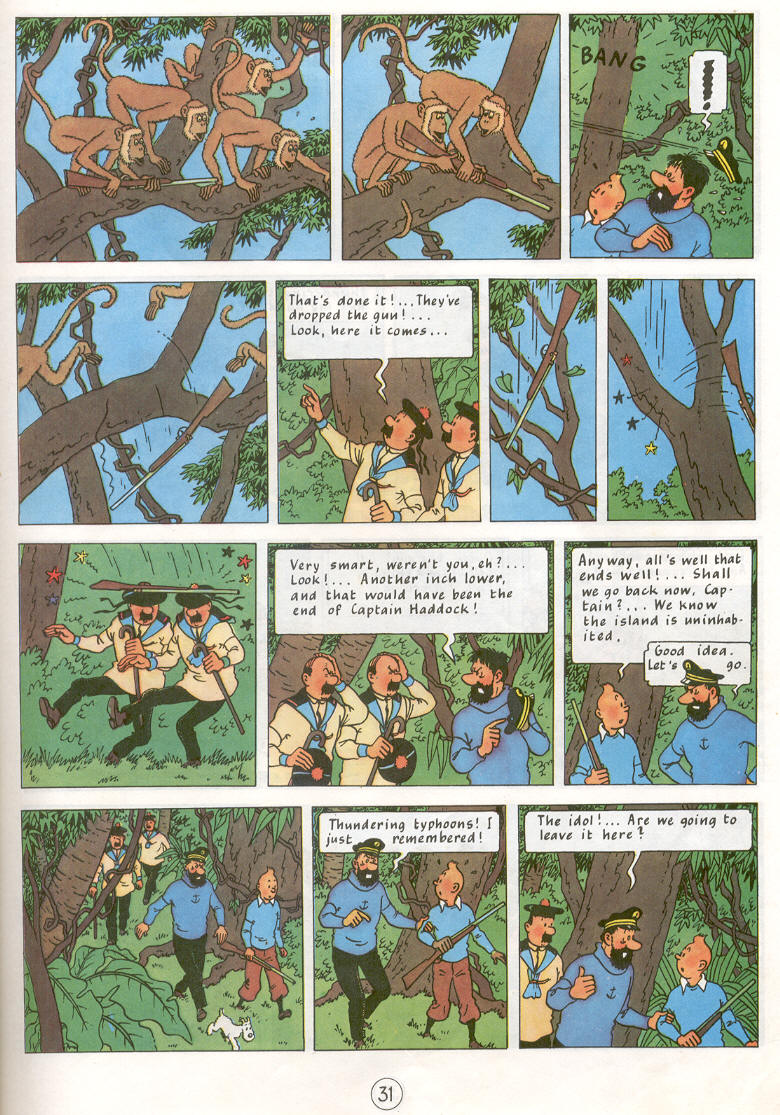 BANG
!
That's done it!... They've
dropped the gun!...
Look, here it comes...
Very smart, weren't you, eh?...
Look!... Another inch lower,
and that would have been the
end of Captain Haddock!
Anyway, all's well that
ends well!... Shall
we go back now, Cap-
tain?... We know
the island is uninhab-
ited.
Good idea.
Let's go.
Thundering typhoons! I
just remembered!
The idol!... Are we going to
leave it here?
31